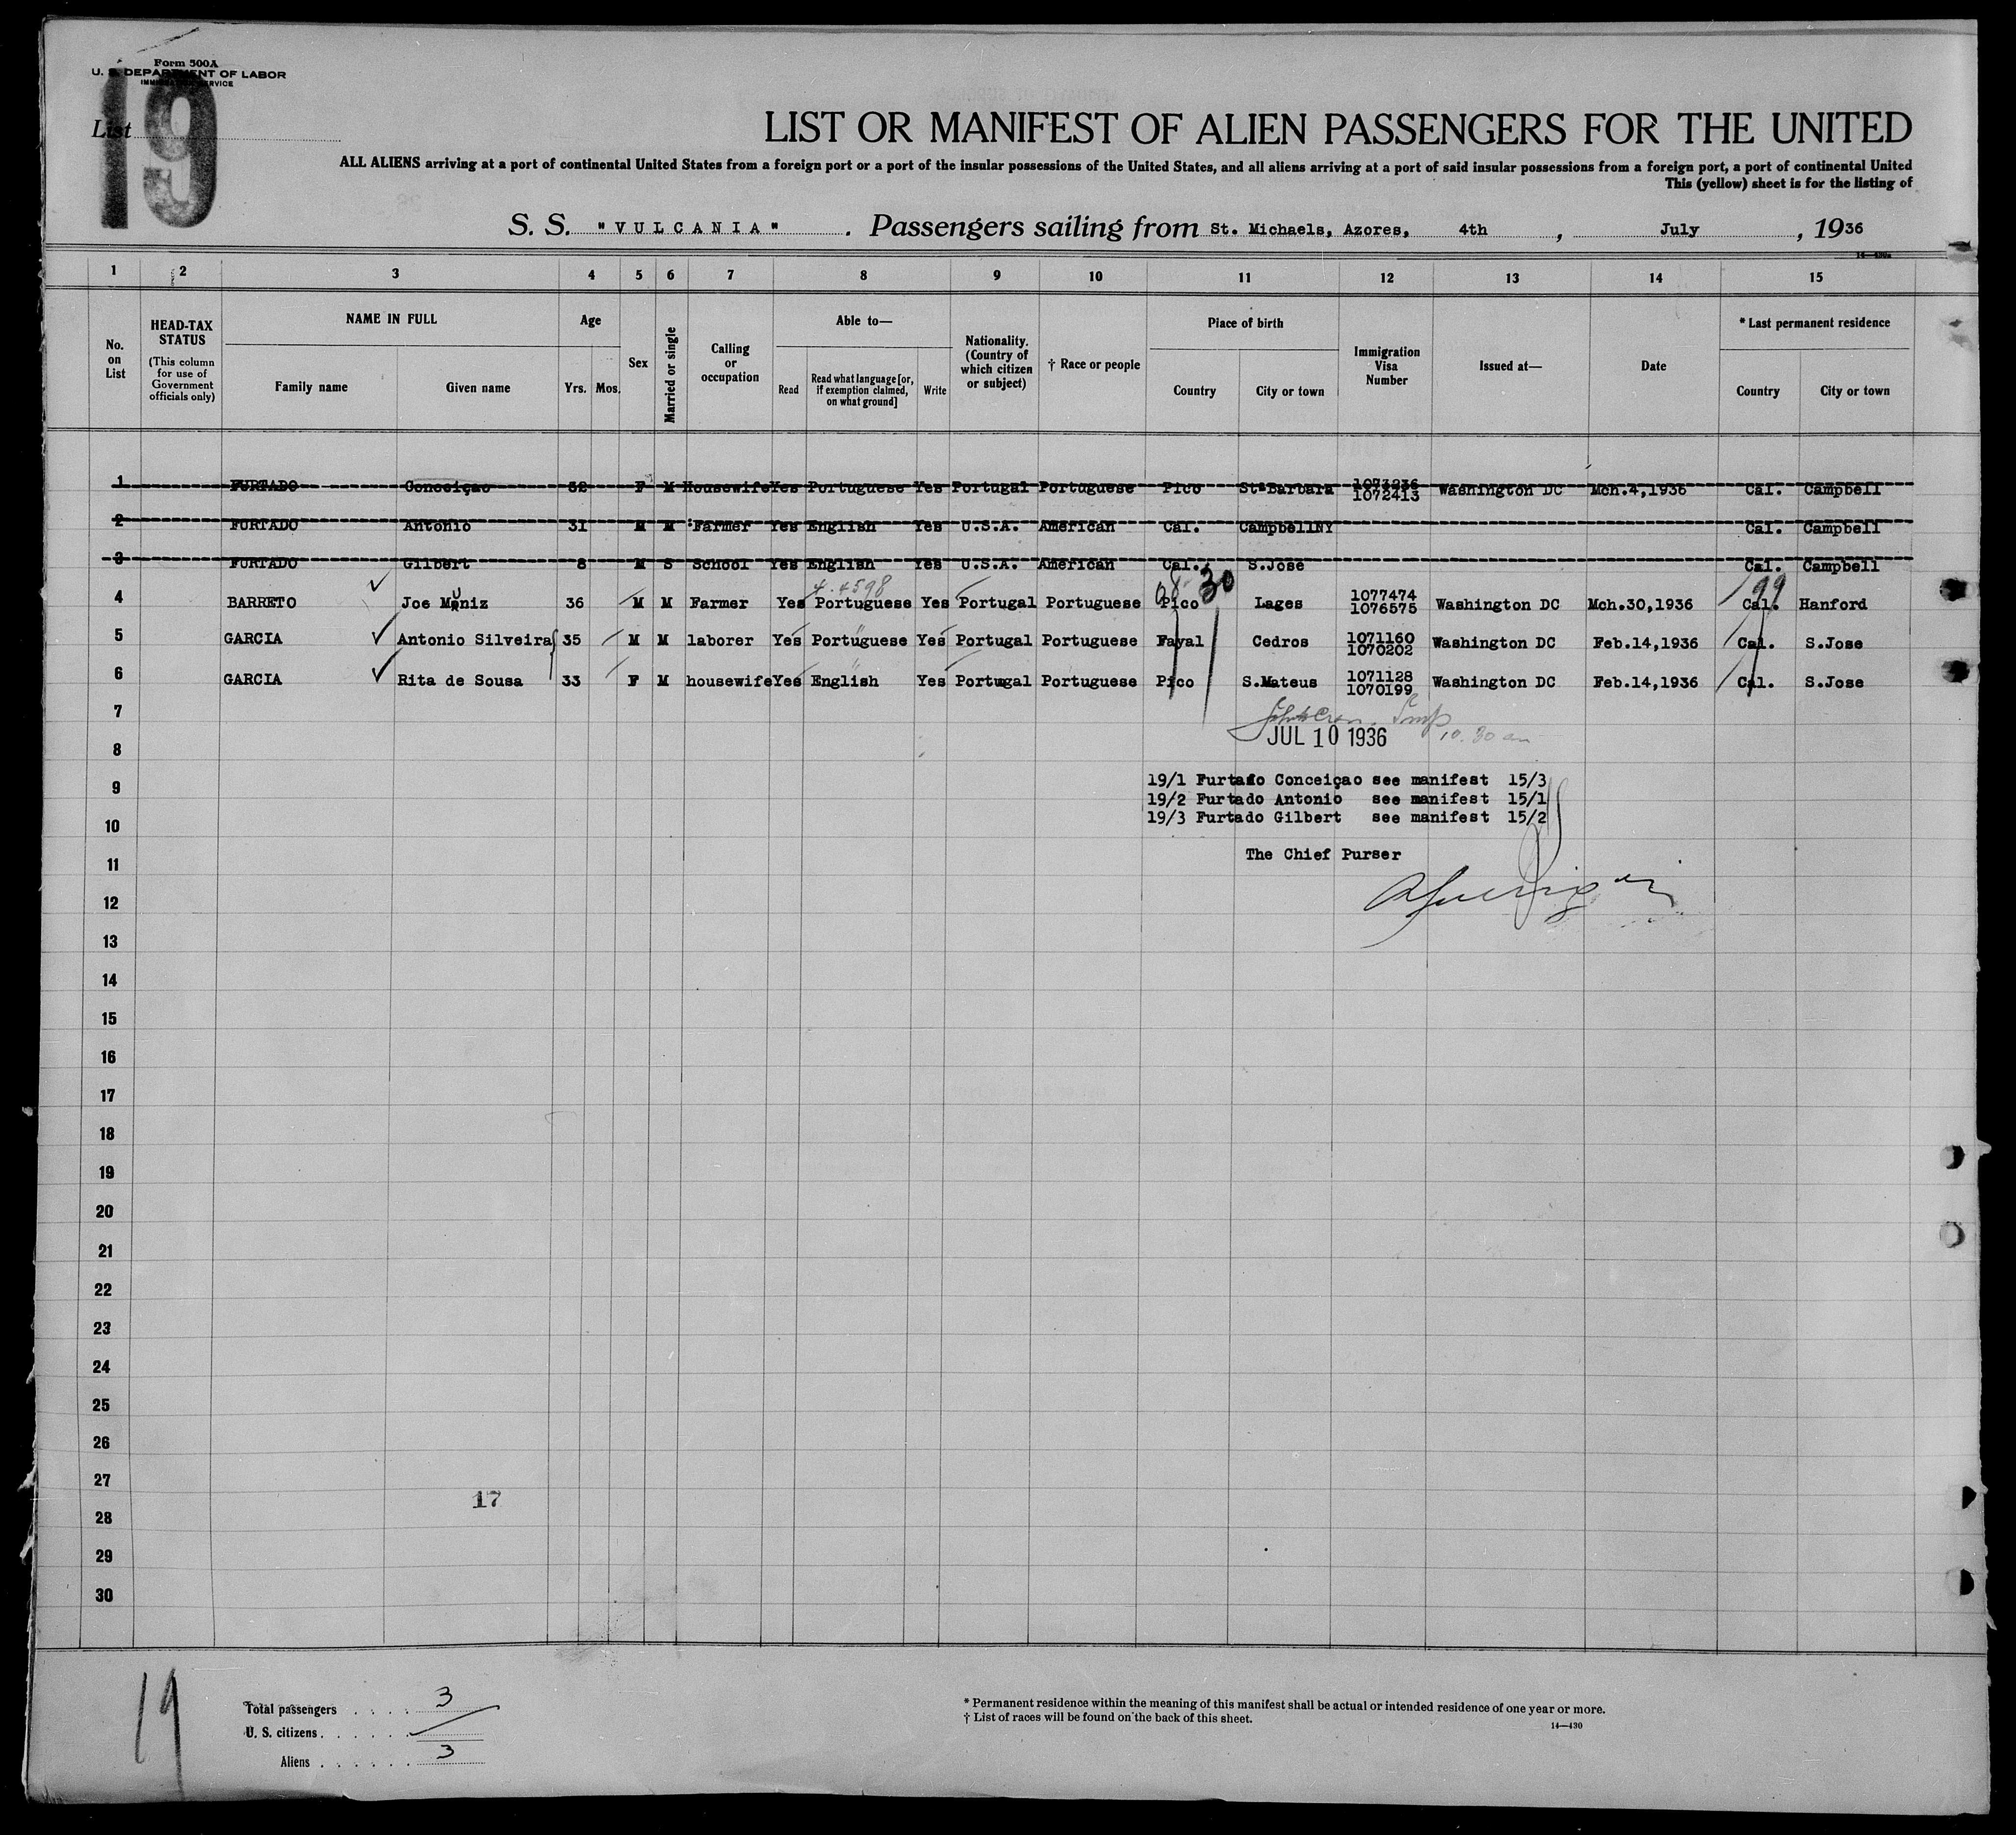 Form 500A
U. S. DEPARTMENT OF LABOR
IMMIGRATION SERVICE
19
List
LIST OR MANIFEST OF ALIEN PASSENGERS FOR THE UNITED
ALL ALIENS arriving at a port of continental United States from a foreign port or a port of the insular possessions of the United States, and all aliens arriving at a port of said insular possessions from a foreign port, a port of continental United
This (yellow) sheet is for the listing of
S. S. "VULCANIA" . Passengers sailing from St. Michaels, Azores, 4th , July , 1936
14—430a
1 2 3 4 5 6 7 8 9 10 11 12 13 14 15
No. on List
HEAD-TAX STATUS (This column for use of Government officials only)
NAME IN FULL Family name Given name
Age Yrs. Mos.
Sex
Married or single
Calling or occupation
Able to— Read Read what language [or, if exemption claimed, on what ground] Write
Nationality. (Country of which citizen or subject)
† Race or people
Place of birth Country City or town
Immigration Visa Number
Issued at—
Date
* Last permanent residence Country City or town
1 FURTADO Conceiçao 32 F M Housewife Yes Portuguese Yes Portugal Portuguese Pico StªBarbara 1073236 1072413 Washington DC Mch.4,1936 Cal. Campbell
2 FURTADO Antonio 31 M M Farmer Yes English Yes U.S.A. American Cal. CampbellNY Cal. Campbell
3 FURTADO Gilbert 8 M S School Yes English Yes U.S.A. American Cal. S.Jose Cal. Campbell
4-4598 30 99
4 BARRETO Joe Muniz 36 M M Farmer Yes Portuguese Yes Portugal Portuguese Pico Lages 1077474 1076575 Washington DC Mch.30,1936 Cal. Hanford
5 GARCIA Antonio Silveira 35 M M laborer Yes Portuguese Yes Portugal Portuguese Fayal Cedros 1071160 1070202 Washington DC Feb.14,1936 Cal. S.Jose
6 GARCIA Rita de Sousa 33 F M housewife Yes English Yes Portugal Portuguese Pico S.Mateus 1071128 1070199 Washington DC Feb.14,1936 Cal. S.Jose
7
JUL 10 1936 10.30 am
8
19/1 Furtado Conceiçao see manifest 15/3
9
19/2 Furtado Antonio see manifest 15/1
19/3 Furtado Gilbert see manifest 15/2
10
The Chief Purser
11
12
13
14
15
16
17
18
19
20
21
22
23
24
25
26
27
17
28
29
30
19
Total passengers . . . . 3
U. S. citizens . . . . . .
Aliens . . . . . . 3
* Permanent residence within the meaning of this manifest shall be actual or intended residence of one year or more.
† List of races will be found on the back of this sheet.
14—430